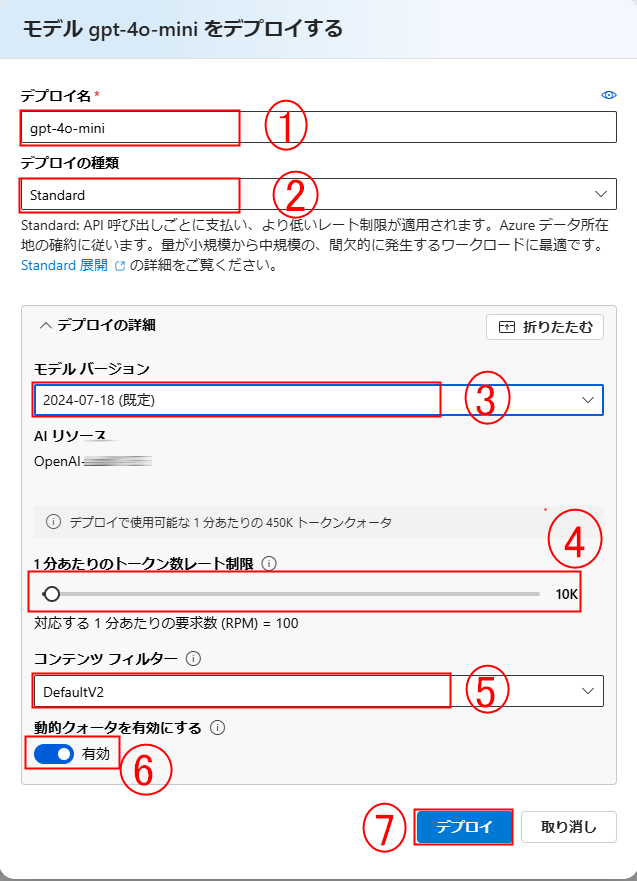 モデル gpt-4o-mini をデプロイする
デプロイ名 *
gpt-4o-mini
①
デプロイの種類
Standard
②
Standard: API 呼び出しごとに支払い、より低いレート制限が適用されます。Azure データ所在
地の確約に従います。量が小規模から中規模の、間欠的に発生するワークロードに最適です。
Standard 展開 の詳細をご覧ください。
デプロイの詳細
折りたたむ
モデル バージョン
2024-07-18 (既定)
③
AI リソース
OpenAI-
デプロイで使用可能な 1 分あたりの 450K トークンクォータ
④
1 分あたりのトークン数レート制限
10K
対応する 1 分あたりの要求数 (RPM) = 100
コンテンツ フィルター
DefaultV2
⑤
動的クォータを有効にする
有効
⑥
⑦
デプロイ
取り消し